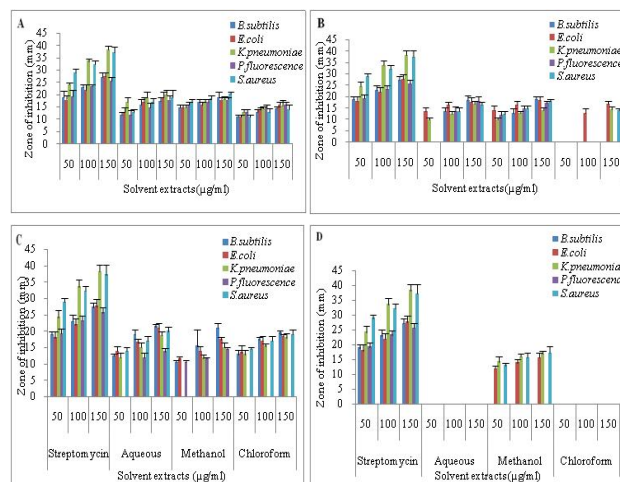 A
Zone of inhibition (mm)
45
40
35
30
25
20
15
10
5
B.subtilis
E.coli
K.pneumoniae
P.fluorescence
S.aureus
50 100 150 50 100 150 50 100 150 50 100 150
Solvent extracts(µg/ml)
B
Zone of inhibition (mm)
45
40
35
30
25
20
15
10
5
B.subtilis
E.coli
K.pneumoniae
P.fluorescence
S.aureus
50 100 150 50 100 150 50 100 150 50 100 150
Solvent extracts (µg/ml)
C
Zone of inhibition (mm)
45
40
35
30
25
20
15
10
5
B.subtilis
E.coli
K.pneumoniae
P.fluorescence
S.aureus
50 100 150 50 100 150 50 100 150 50 100 150
Streptomycin Aqueous Methanol Chloroform
Solvent extracts (µg/ml)
D
Zone of inhibition (mm)
45
40
35
30
25
20
15
10
5
B.subtilis
E.coli
K.pneumoniae
P.fluorescence
S.aureus
50 100 150 50 100 150 50 100 150 50 100 150
Streptomycin Aqueous Methanol Chloroform
Solvent extracts(µg/ml)